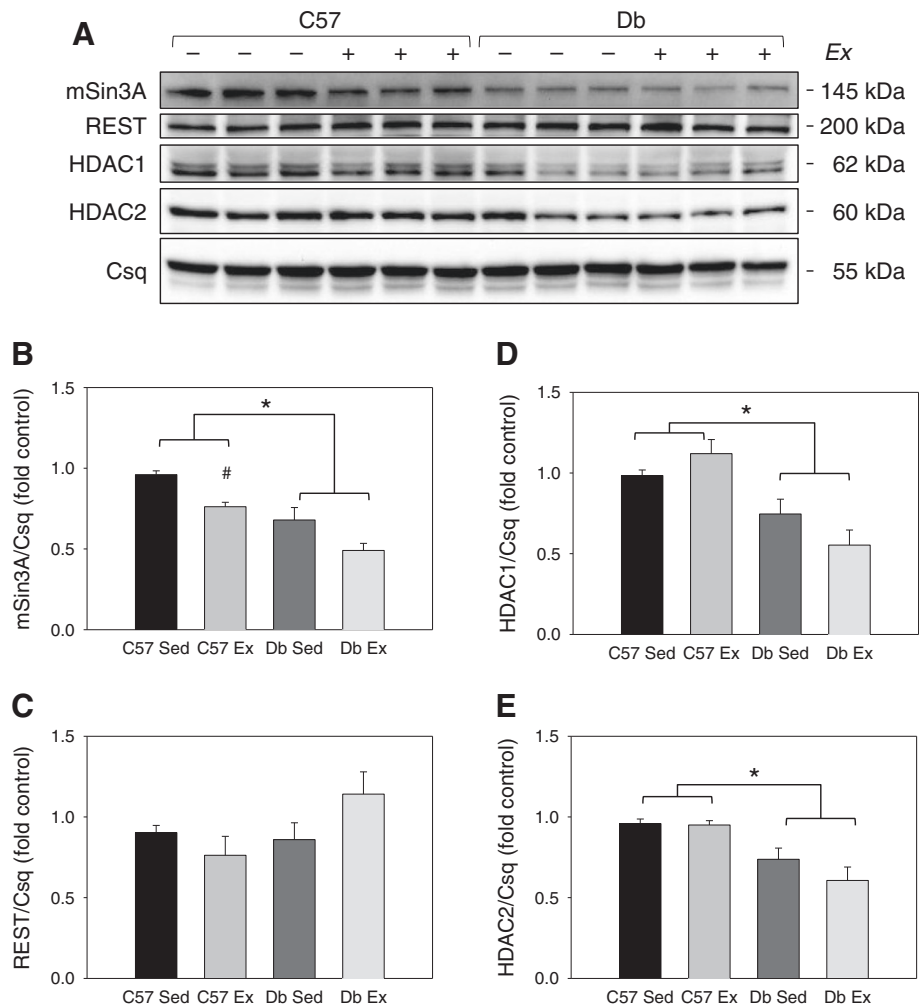 A
C57 Db
– – – + + + – – – + + + Ex
mSin3A - 145 kDa
REST - 200 kDa
HDAC1 - 62 kDa
HDAC2 - 60 kDa
Csq - 55 kDa
B
mSin3A/Csq (fold control)
1.5
1.0
0.5
0.0
*
#
C57 Sed C57 Ex Db Sed Db Ex
D
HDAC1/Csq (fold control)
1.5
1.0
0.5
0.0
*
C57 Sed C57 Ex Db Sed Db Ex
C
REST/Csq (fold control)
1.5
1.0
0.5
0.0
C57 Sed C57 Ex Db Sed Db Ex
E
HDAC2/Csq (fold control)
1.5
1.0
0.5
0.0
*
C57 Sed C57 Ex Db Sed Db Ex